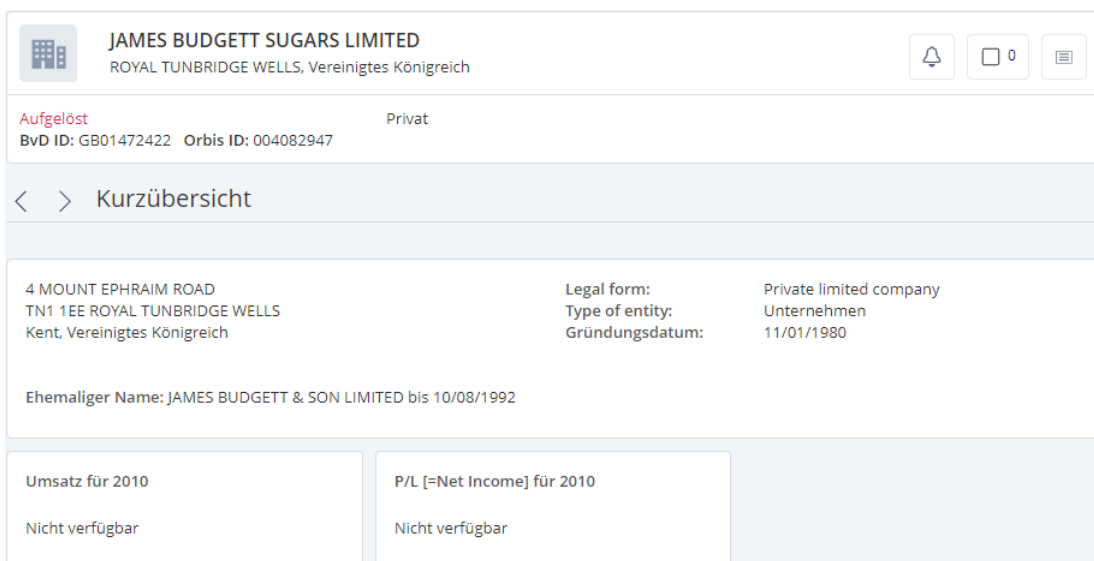 JAMES BUDGETT SUGARS LIMITED
ROYAL TUNBRIDGE WELLS, Vereinigtes Königreich
0
Aufgelöst Privat
BvD ID: GB01472422 Orbis ID: 004082947
Kurzübersicht
4 MOUNT EPHRAIM ROAD
TN1 1EE ROYAL TUNBRIDGE WELLS
Kent, Vereinigtes Königreich
Legal form: Private limited company
Type of entity: Unternehmen
Gründungsdatum: 11/01/1980
Ehemaliger Name: JAMES BUDGETT & SON LIMITED bis 10/08/1992
Umsatz für 2010
Nicht verfügbar
P/L [=Net Income] für 2010
Nicht verfügbar